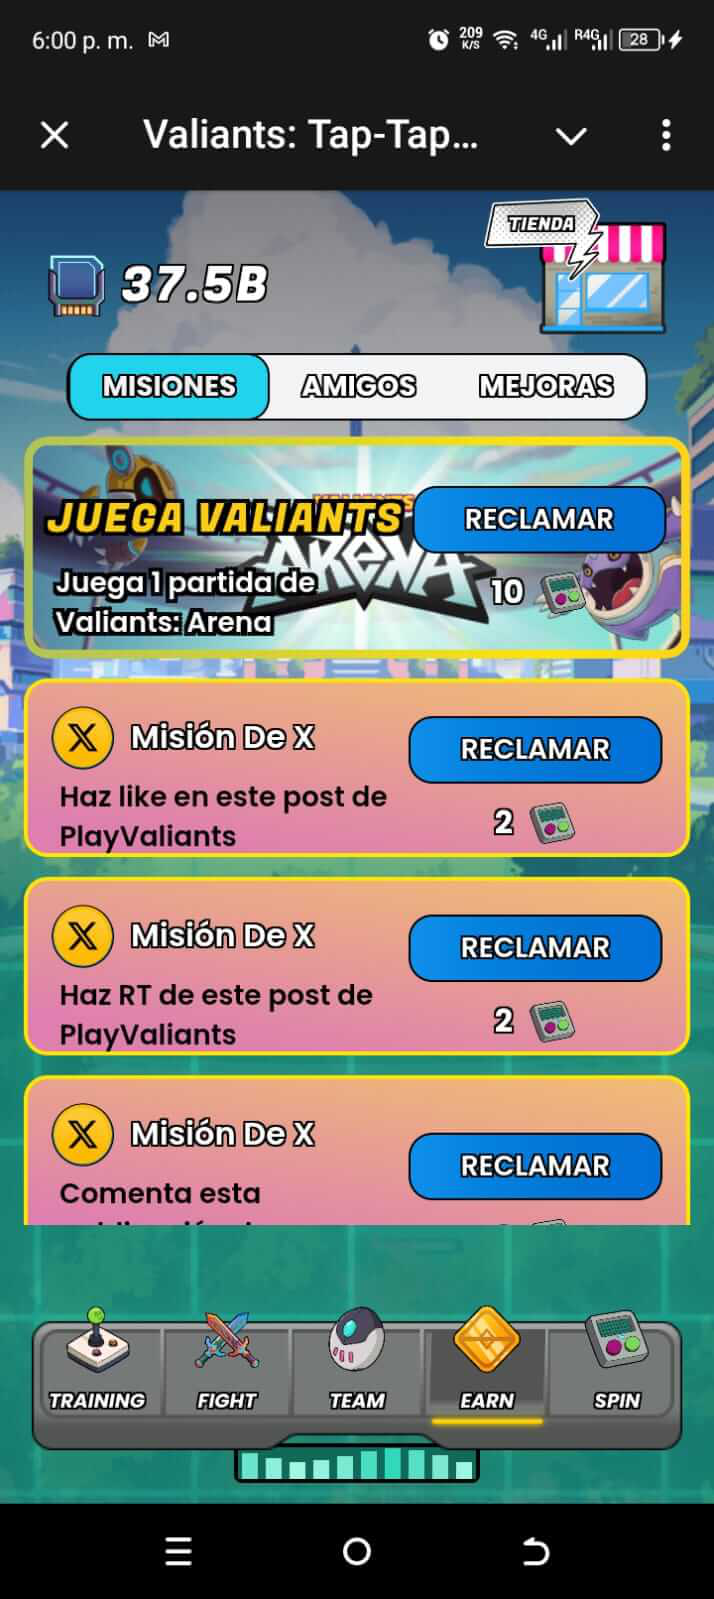 6:00 p. m.
209
K/S
4G
R4G
28
Valiants: Tap-Tap...
TIENDA
37.5B
MISIONES
AMIGOS
MEJORAS
VALIANTS
ARENA
JUEGA VALIANTS
RECLAMAR
Juega 1 partida de
Valiants: Arena
10
Misión De X
RECLAMAR
Haz like en este post de
PlayValiants
2
Misión De X
RECLAMAR
Haz RT de este post de
PlayValiants
2
Misión De X
RECLAMAR
Comenta esta
TRAINING
FIGHT
TEAM
EARN
SPIN